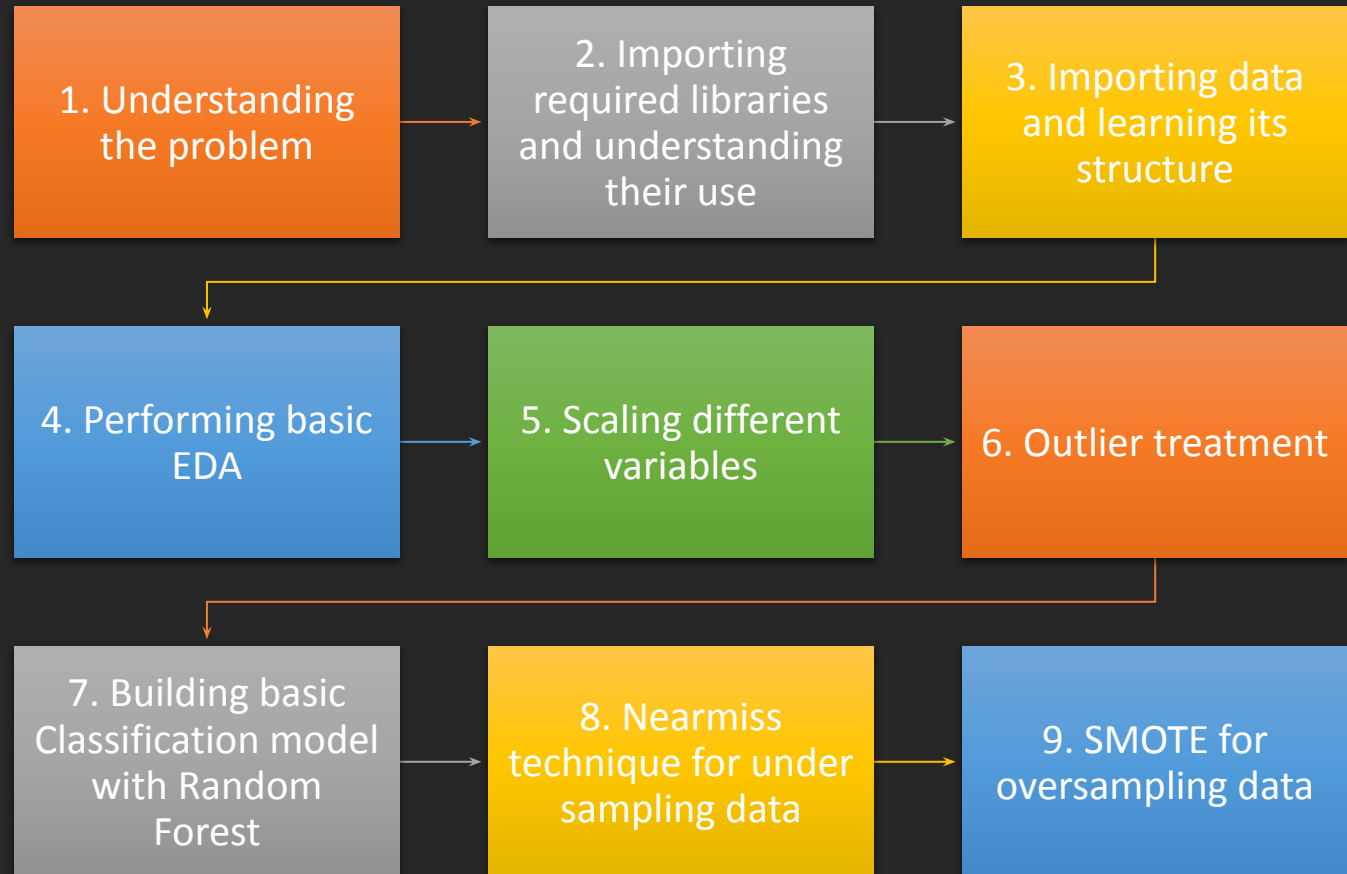 1. Understanding
the problem
2. Importing
required libraries
and understanding
their use
3. Importing data
and learning its
structure
4. Performing basic
EDA
5. Scaling different
variables
6. Outlier treatment
7. Building basic
Classification model
with Random
Forest
8. Nearmiss
technique for under
sampling data
9. SMOTE for
oversampling data